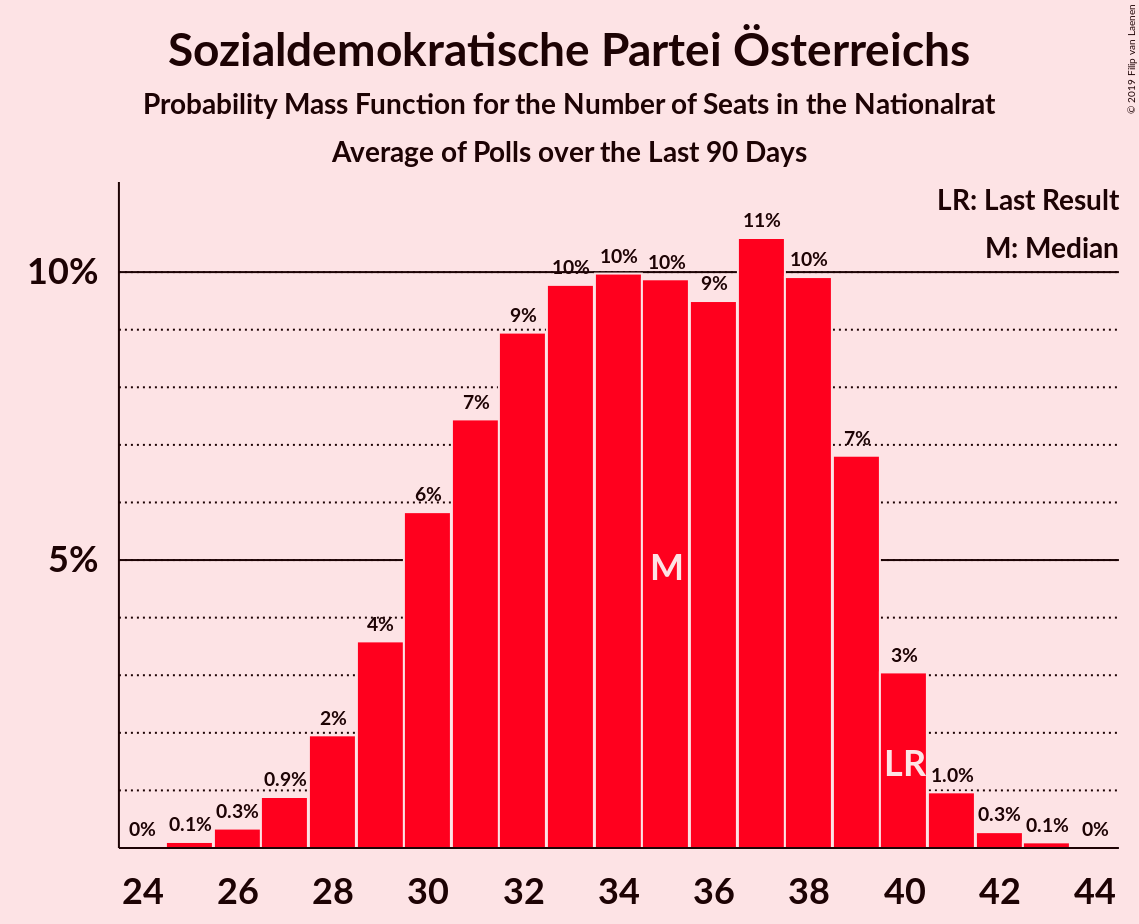 Sozialdemokratische Partei Österreichs
Probability Mass Function for the Number of Seats in the Nationalrat
Average of Polls over the Last 90 Days
© 2019 Filip van Laenen
LR: Last Result
M: Median
10%
5%
0%
0.1%
0.3%
0.9%
2%
4%
6%
7%
9%
10%
10%
10%
9%
11%
10%
7%
3%
1.0%
0.3%
0.1%
0%
M
LR
24 26 28 30 32 34 36 38 40 42 44